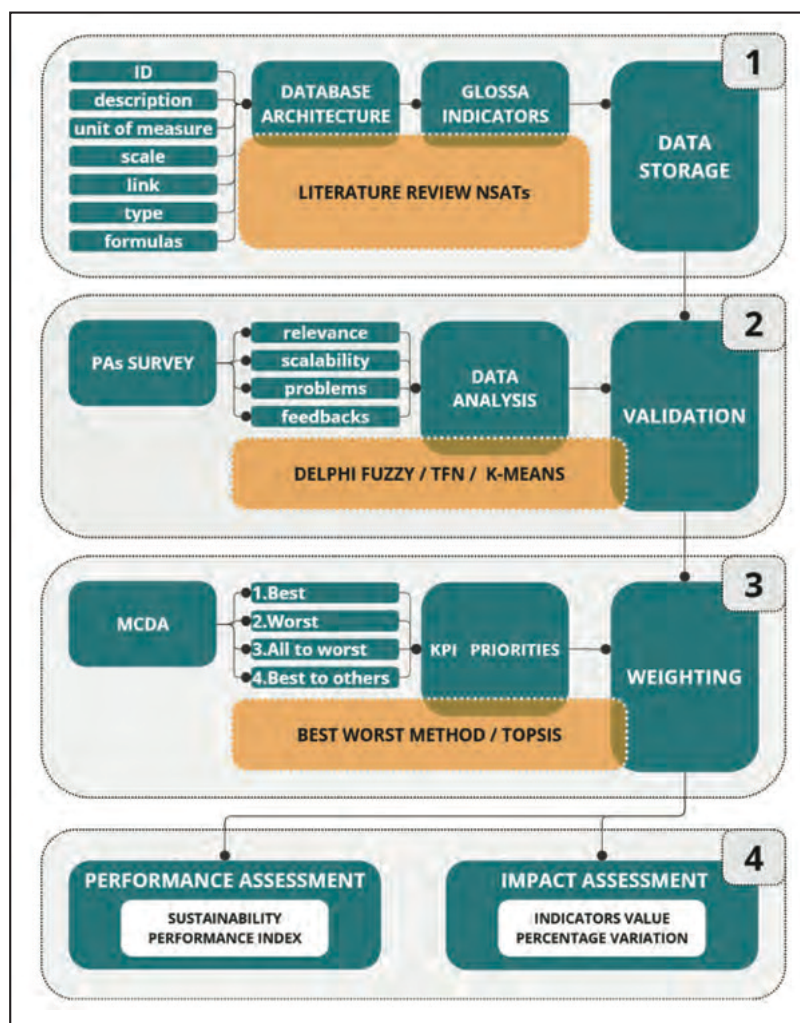 1
ID
description
unit of measure
scale
link
type
formulas
DATABASE
ARCHITECTURE
GLOSSA
INDICATORS
DATA
STORAGE
LITERATURE REVIEW NSATs
2
PAs SURVEY
relevance
scalability
problems
feedbacks
DATA
ANALYSIS
VALIDATION
DELPHI FUZZY / TFN / K-MEANS
3
MCDA
1.Best
2.Worst
3.All to worst
4.Best to others
KPI PRIORITIES
WEIGHTING
BEST WORST METHOD / TOPSIS
4
PERFORMANCE ASSESSMENT
SUSTAINABILITY
PERFORMANCE INDEX
IMPACT ASSESSMENT
INDICATORS VALUE
PERCENTAGE VARIATION